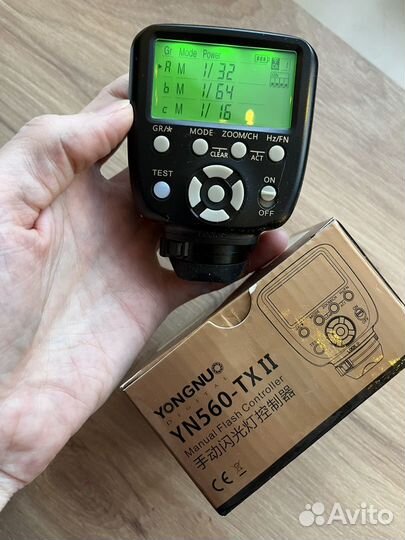 Gr Mode Power
A M 1/32
b M 1/64
c M 1/16
GR/* MODE ZOOM/CH Hz/FN
CLEAR ACT
TEST ON
OFF
YONGNUO
DIGITAL
YN560-TX II
Manual Flash Controller
手动闪光灯控制器
CE
Avito